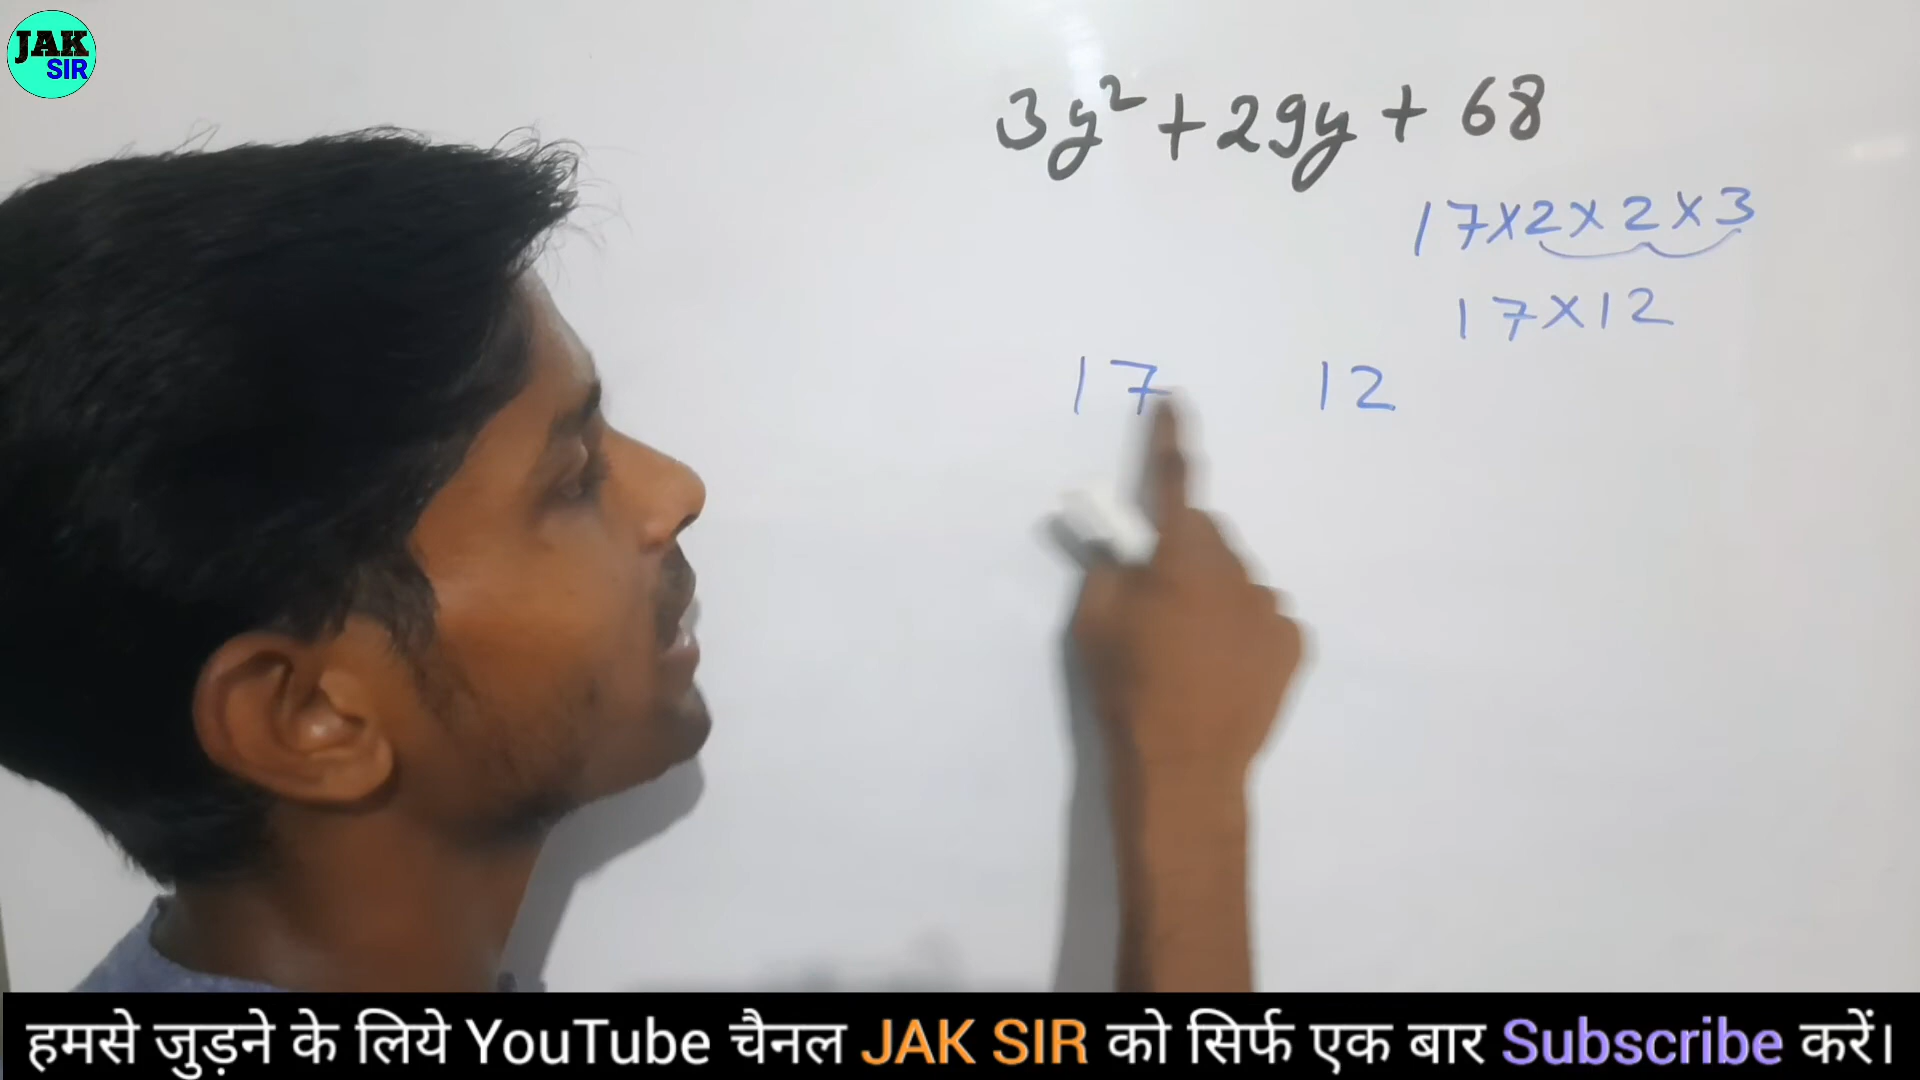 JAK
SIR
3y² + 29y + 68
17×2×2×3
17×12
17 12
हमसे जुड़ने के लिये YouTube चैनल JAK SIR को सिर्फ एक बार Subscribe करें।